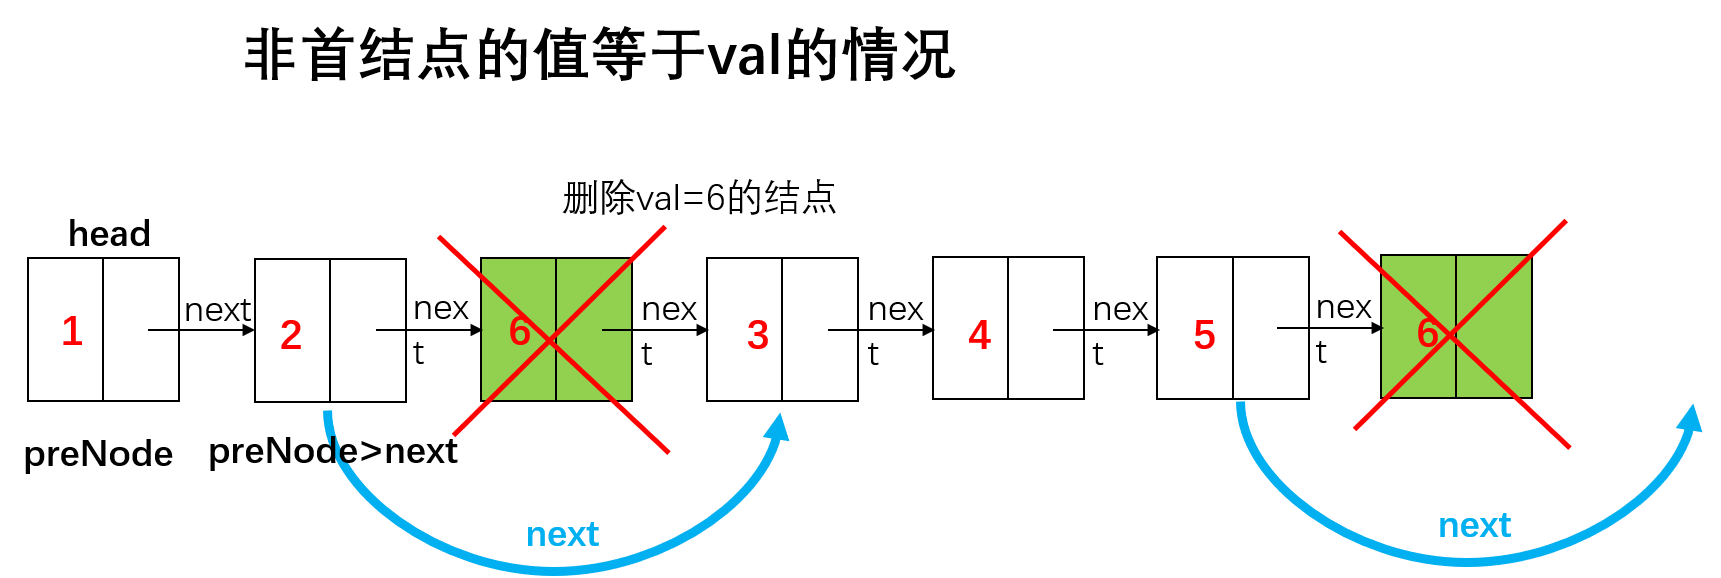 非首结点的值等于val的情况
删除val=6的结点
head
1
next
2
nex
t
6
nex
t
3
nex
t
4
nex
t
5
nex
t
6
preNode
preNode>next
next
next